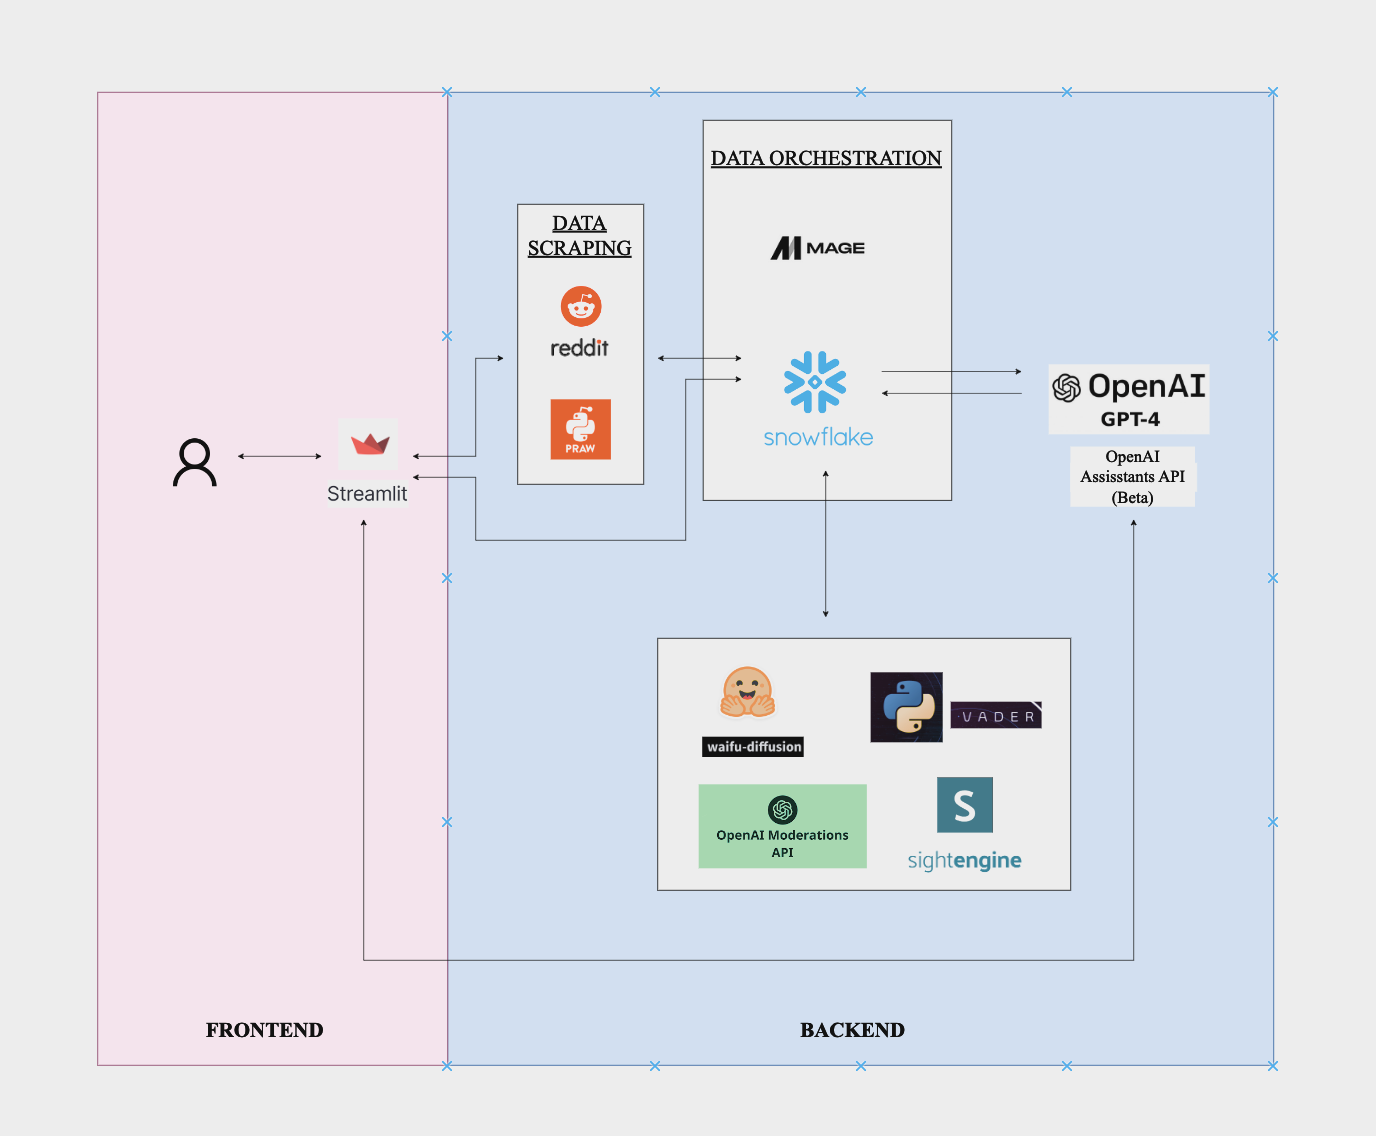 DATA ORCHESTRATION
MAGE
snowflake
DATA
SCRAPING
reddit
PRAW
OpenAI
GPT-4
OpenAI
Assisstants API
(Beta)
Streamlit
waifu-diffusion
VADER
OpenAI Moderations
API
S
sightengine
FRONTEND
BACKEND